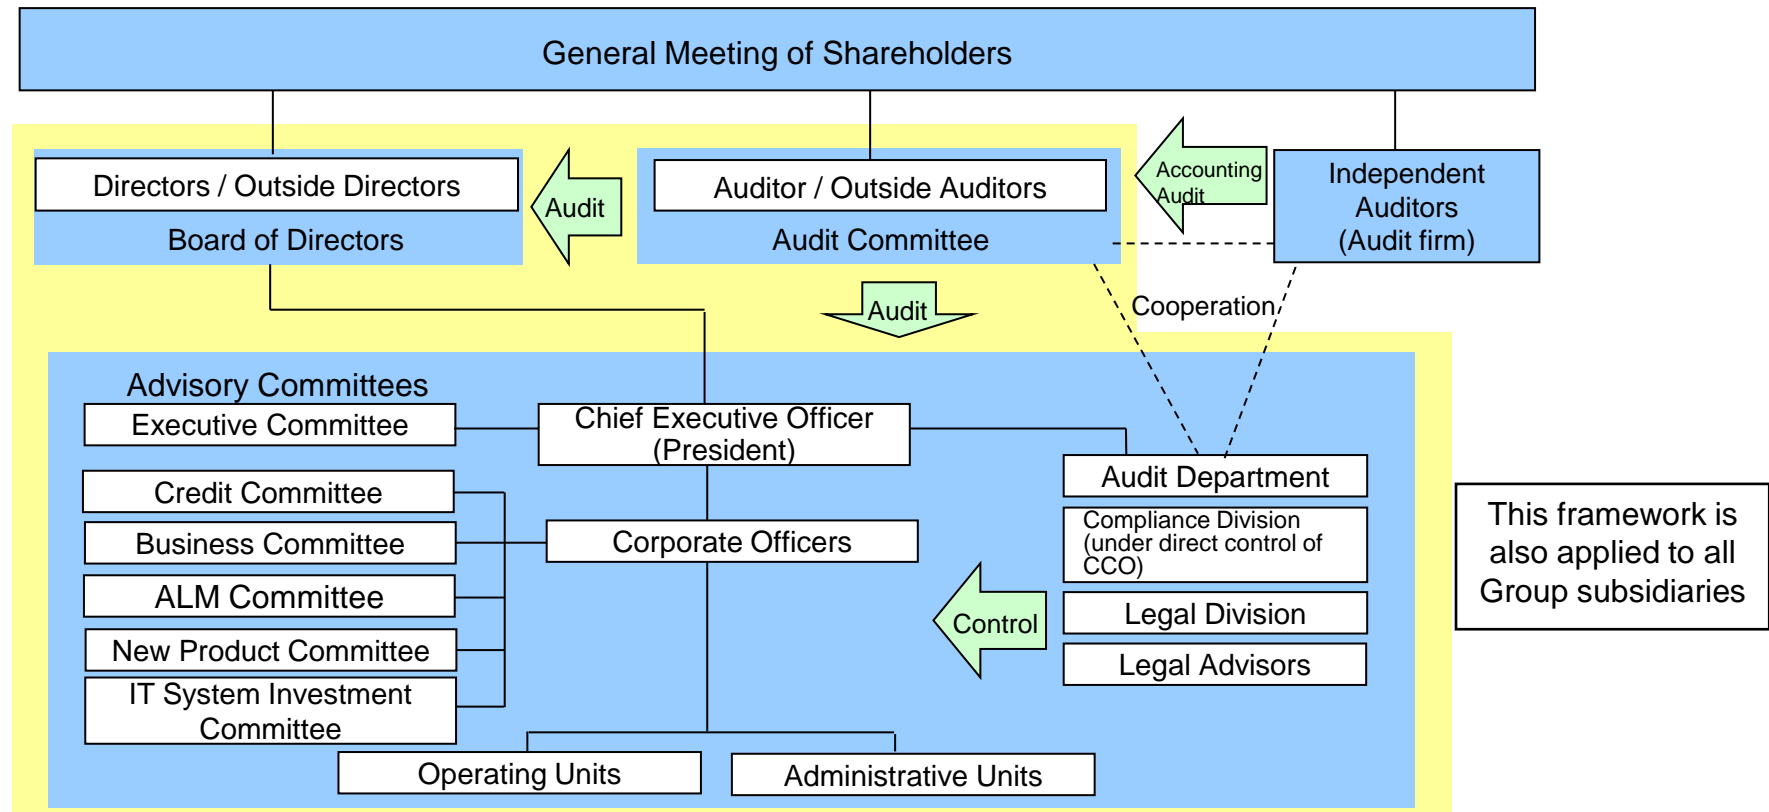 General Meeting of Shareholders
Directors / Outside Directors
Board of Directors
Audit
Auditor / Outside Auditors
Audit Committee
Accounting
Audit
Independent
Auditors
(Audit firm)
Audit
Cooperation
Advisory Committees
Executive Committee
Credit Committee
Business Committee
ALM Committee
New Product Committee
IT System Investment
Committee
Chief Executive Officer
(President)
Corporate Officers
Operating Units
Administrative Units
Control
Audit Department
Compliance Division
(under direct control of
CCO)
Legal Division
Legal Advisors
This framework is
also applied to all
Group subsidiaries